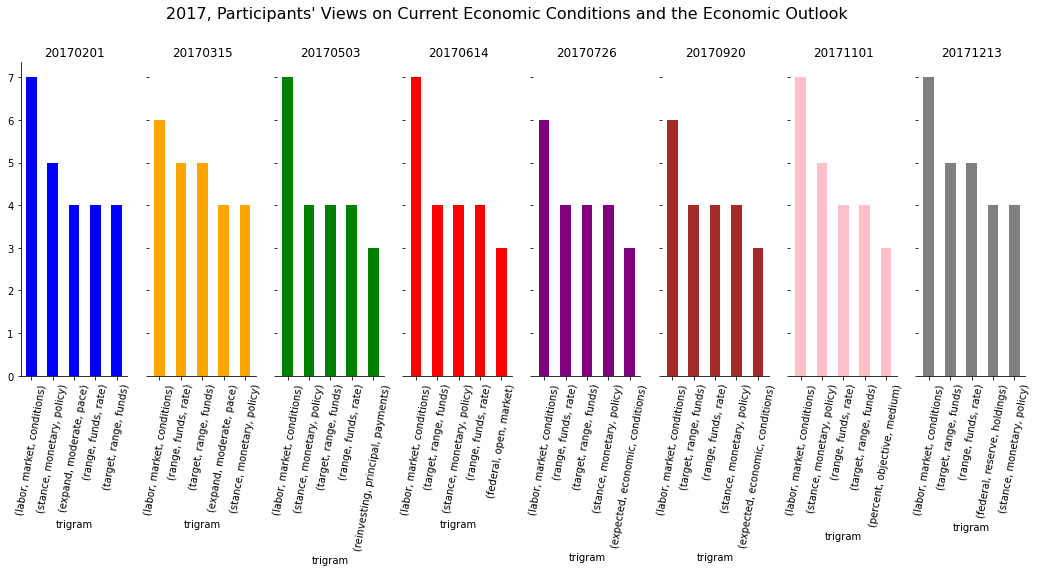 2017, Participants' Views on Current Economic Conditions and the Economic Outlook
20170201
20170315
20170503
20170614
20170726
20170920
20171101
20171213
7
6
5
4
3
2
1
0
(labor, market, conditions)
(stance, monetary, policy)
(expand, moderate, pace)
(range, funds, rate)
(target, range, funds)
trigram
(labor, market, conditions)
(range, funds, rate)
(target, range, funds)
(expand, moderate, pace)
(stance, monetary, policy)
trigram
(labor, market, conditions)
(stance, monetary, policy)
(target, range, funds)
(range, funds, rate)
(reinvesting, principal, payments)
trigram
(labor, market, conditions)
(target, range, funds)
(stance, monetary, policy)
(range, funds, rate)
(federal, open, market)
trigram
(labor, market, conditions)
(range, funds, rate)
(target, range, funds)
(stance, monetary, policy)
(expected, economic, conditions)
trigram
(labor, market, conditions)
(target, range, funds)
(range, funds, rate)
(stance, monetary, policy)
(expected, economic, conditions)
trigram
(labor, market, conditions)
(stance, monetary, policy)
(range, funds, rate)
(target, range, funds)
(percent, objective, medium)
trigram
(labor, market, conditions)
(target, range, funds)
(range, funds, rate)
(federal, reserve, holdings)
(stance, monetary, policy)
trigram